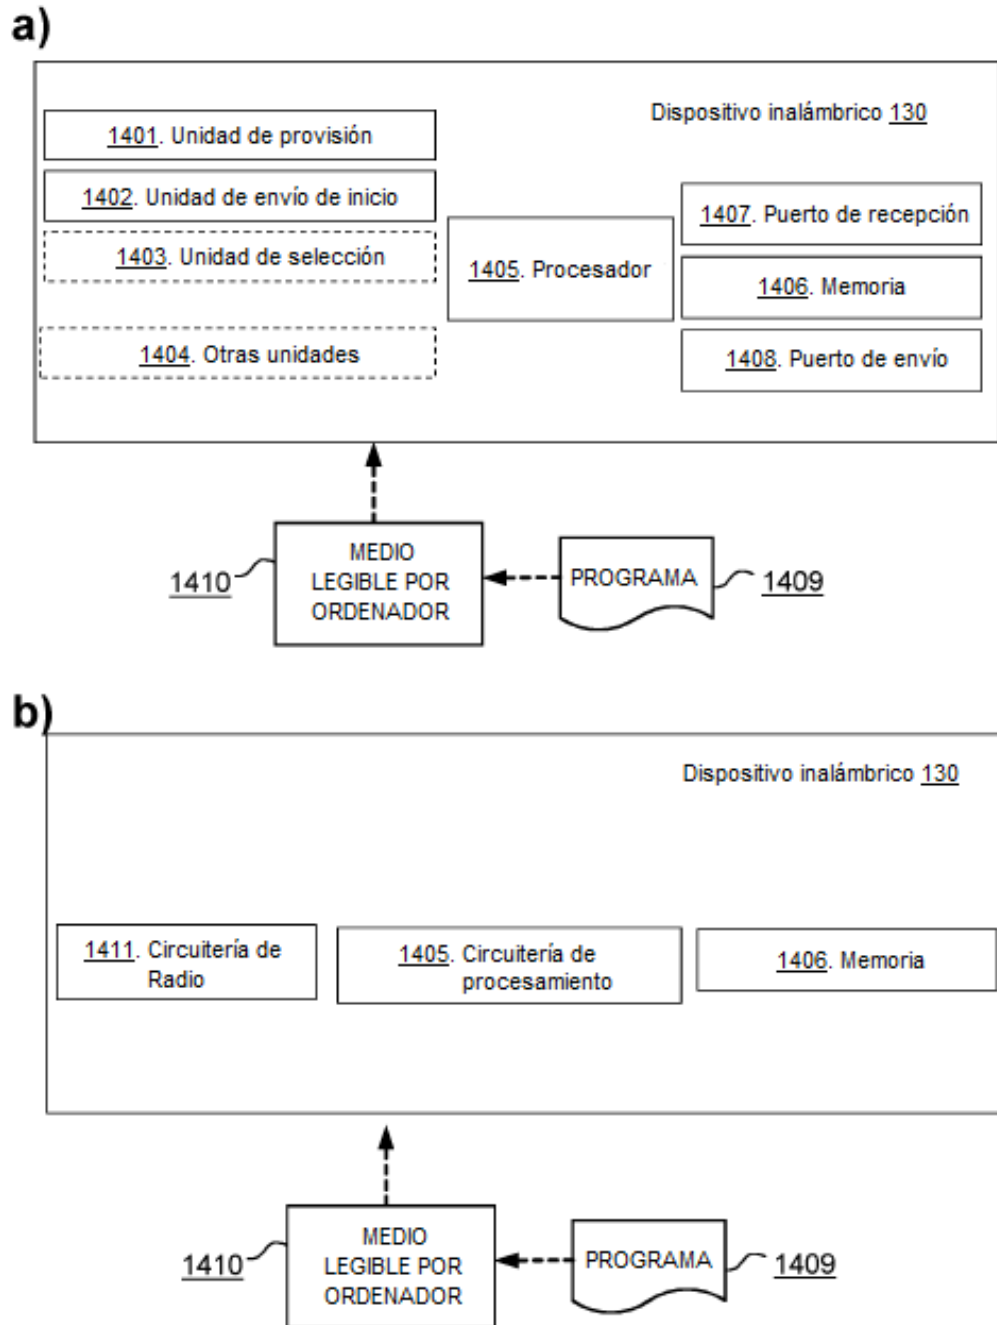 a)
Dispositivo inalámbrico 130
1401. Unidad de provisión
1402. Unidad de envío de inicio
1403. Unidad de selección
1404. Otras unidades
1405. Procesador
1407. Puerto de recepción
1406. Memoria
1408. Puerto de envío
1410
MEDIO
LEGIBLE POR
ORDENADOR
PROGRAMA
1409
b)
Dispositivo inalámbrico 130
1411. Circuitería de
Radio
1405. Circuitería de
procesamiento
1406. Memoria
1410
MEDIO
LEGIBLE POR
ORDENADOR
PROGRAMA
1409